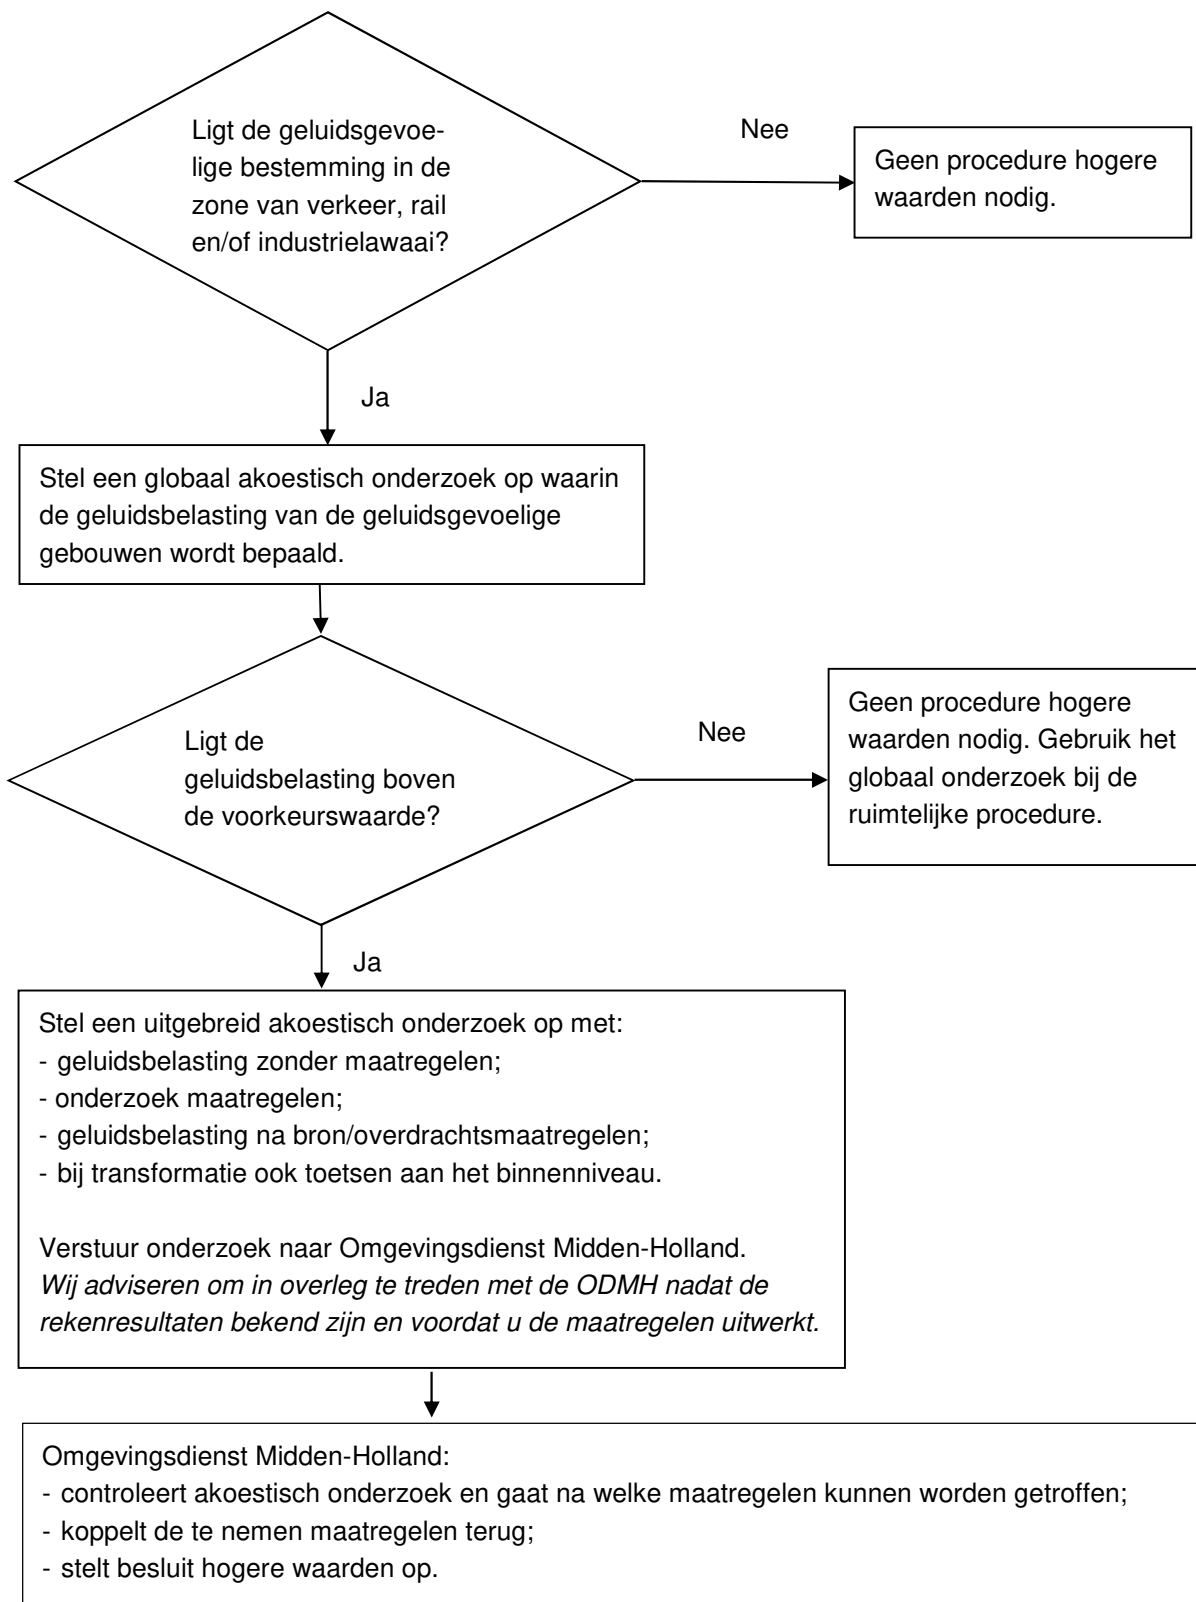 Ligt de geluidsgevoe-
lige bestemming in de
zone van verkeer, rail
en/of industrielawaai?
Nee
Geen procedure hogere
waarden nodig.
Ja
Stel een globaal akoestisch onderzoek op waarin
de geluidsbelasting van de geluidsgevoelige
gebouwen wordt bepaald.
Ligt de
geluidsbelasting boven
de voorkeurswaarde?
Nee
Geen procedure hogere
waarden nodig. Gebruik het
globaal onderzoek bij de
ruimtelijke procedure.
Ja
Stel een uitgebreid akoestisch onderzoek op met:
- geluidsbelasting zonder maatregelen;
- onderzoek maatregelen;
- geluidsbelasting na bron/overdrachtsmaatregelen;
- bij transformatie ook toetsen aan het binnenniveau.
Verstuur onderzoek naar Omgevingsdienst Midden-Holland.
Wij adviseren om in overleg te treden met de ODMH nadat de
rekenresultaten bekend zijn en voordat u de maatregelen uitwerkt.
Omgevingsdienst Midden-Holland:
- controleert akoestisch onderzoek en gaat na welke maatregelen kunnen worden getroffen;
- koppelt de te nemen maatregelen terug;
- stelt besluit hogere waarden op.